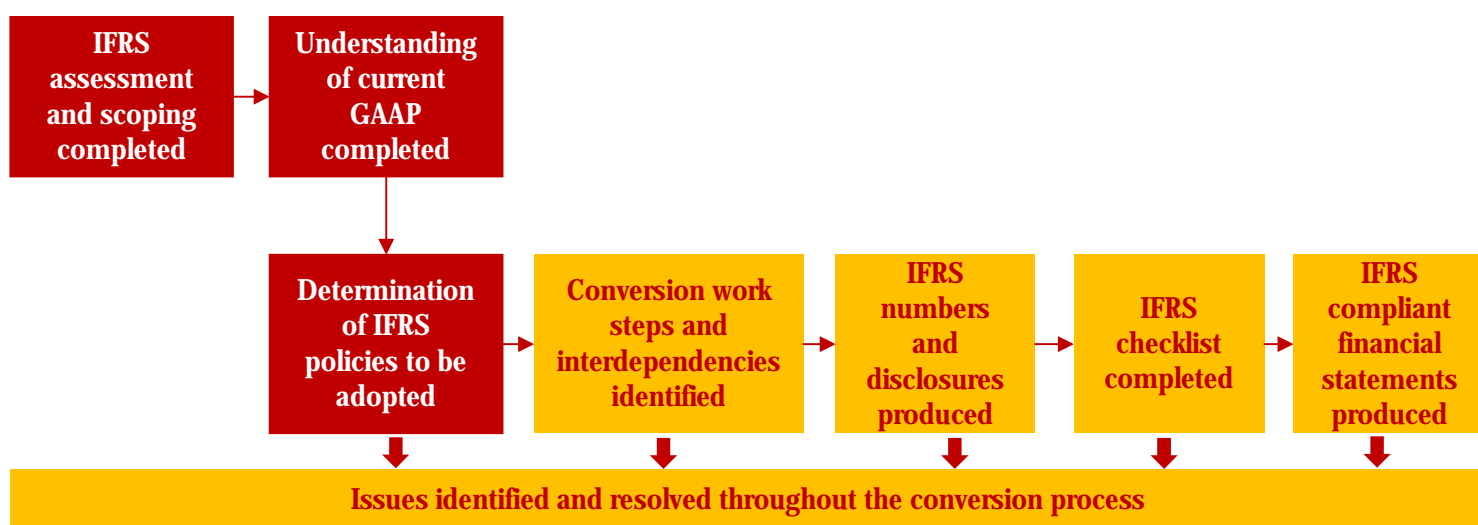 IFRS
assessment
and scoping
completed
Understanding
of current
GAAP
completed
Determination
of IFRS
policies to be
adopted
Conversion work
steps and
interdependencies
identified
IFRS
numbers
and
disclosures
produced
IFRS
checklist
completed
IFRS
compliant
financial
statements
produced
Issues identified and resolved throughout the conversion process